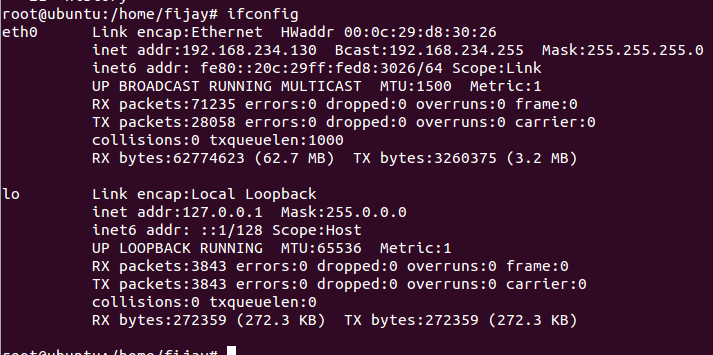 root@ubuntu:/home/fijay# ifconfig
eth0      Link encap:Ethernet  HWaddr 00:0c:29:d8:30:26
          inet addr:192.168.234.130  Bcast:192.168.234.255  Mask:255.255.255.0
          inet6 addr: fe80::20c:29ff:fed8:3026/64 Scope:Link
          UP BROADCAST RUNNING MULTICAST  MTU:1500  Metric:1
          RX packets:71235 errors:0 dropped:0 overruns:0 frame:0
          TX packets:28058 errors:0 dropped:0 overruns:0 carrier:0
          collisions:0 txqueuelen:1000
          RX bytes:62774623 (62.7 MB)  TX bytes:3260375 (3.2 MB)
lo        Link encap:Local Loopback
          inet addr:127.0.0.1  Mask:255.0.0.0
          inet6 addr: ::1/128 Scope:Host
          UP LOOPBACK RUNNING  MTU:65536  Metric:1
          RX packets:3843 errors:0 dropped:0 overruns:0 frame:0
          TX packets:3843 errors:0 dropped:0 overruns:0 carrier:0
          collisions:0 txqueuelen:0
          RX bytes:272359 (272.3 KB)  TX bytes:272359 (272.3 KB)
root@ubuntu:/home/fijay#